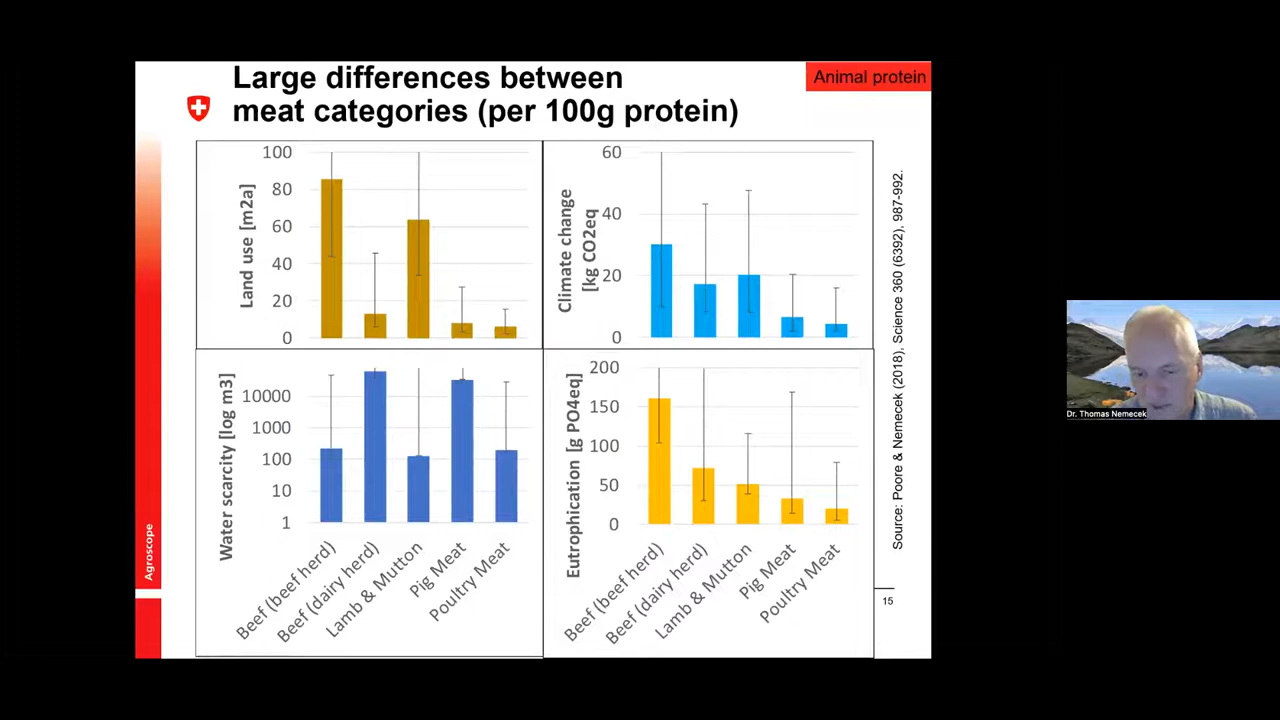 Large differences between
meat categories (per 100g protein)
Animal protein
Land use [m2a]
100
80
60
40
20
0
Climate change
[kg CO2eq
60
40
20
0
Water scarcity [log m3]
10000
1000
100
10
1
Beef (beef herd)
Beef (dairy herd)
Lamb & Mutton
Pig Meat
Poultry Meat
Eutrophication [g PO4eq]
200
150
100
50
0
Beef (beef herd)
Beef (dairy herd)
Lamb & Mutton
Pig Meat
Poultry Meat
Source: Poore & Nemecek (2018), Science 360 (6392), 987-992.
Agroscope
15
Dr. Thomas Nemecek